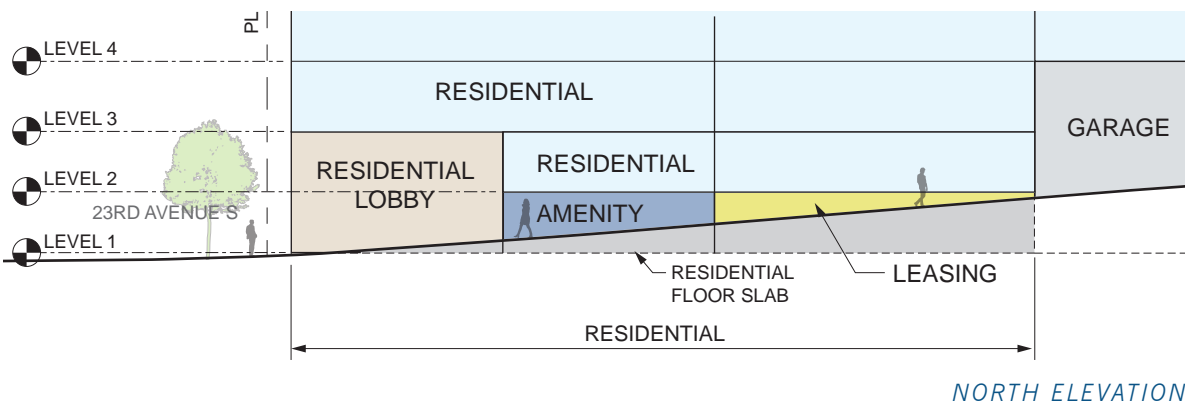 PL
LEVEL 4
RESIDENTIAL
LEVEL 3
GARAGE
RESIDENTIAL
LOBBY
RESIDENTIAL
LEVEL 2
23RD AVENUE S
AMENITY
LEVEL 1
RESIDENTIAL
FLOOR SLAB
LEASING
RESIDENTIAL
NORTH ELEVATION